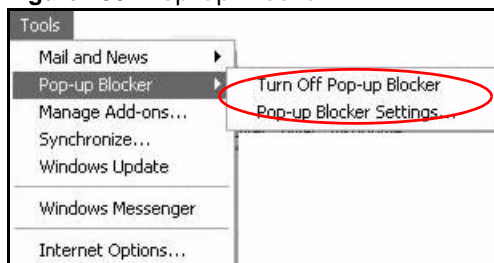 Tools
Mail and News
Pop-up Blocker
Turn Off Pop-up Blocker
Pop-up Blocker Settings...
Manage Add-ons...
Synchronize...
Windows Update
Windows Messenger
Internet Options...